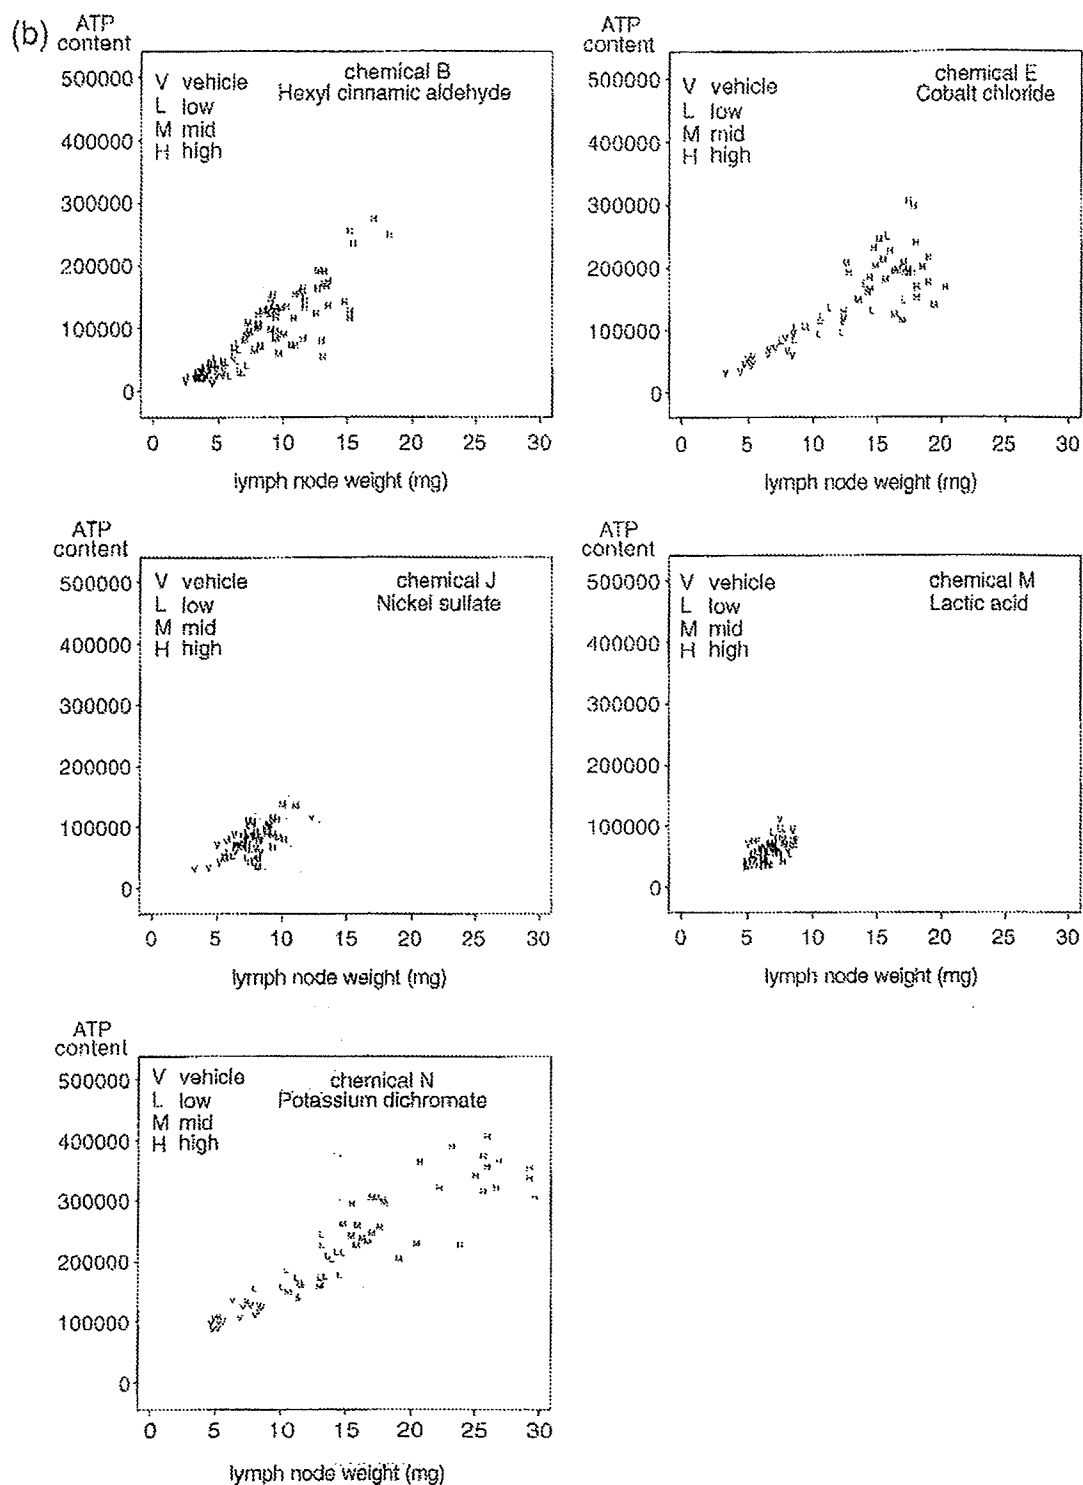 (b)
ATP
content
500000
400000
300000
200000
100000
0
V vehicle
L low
M mid
H high
chemical B
Hexyl cinnamic aldehyde
0 5 10 15 20 25 30
lymph node weight (mg)
ATP
content
500000
400000
300000
200000
100000
0
V vehicle
L low
M mid
H high
chemical E
Cobalt chloride
0 5 10 15 20 25 30
lymph node weight (mg)
ATP
content
500000
400000
300000
200000
100000
0
V vehicle
L low
M mid
H high
chemical J
Nickel sulfate
0 5 10 15 20 25 30
lymph node weight (mg)
ATP
content
500000
400000
300000
200000
100000
0
V vehicle
L low
M mid
H high
chemical M
Lactic acid
0 5 10 15 20 25 30
lymph node weight (mg)
ATP
content
500000
400000
300000
200000
100000
0
V vehicle
L low
M mid
H high
chemical N
Potassium dichromate
0 5 10 15 20 25 30
lymph node weight (mg)